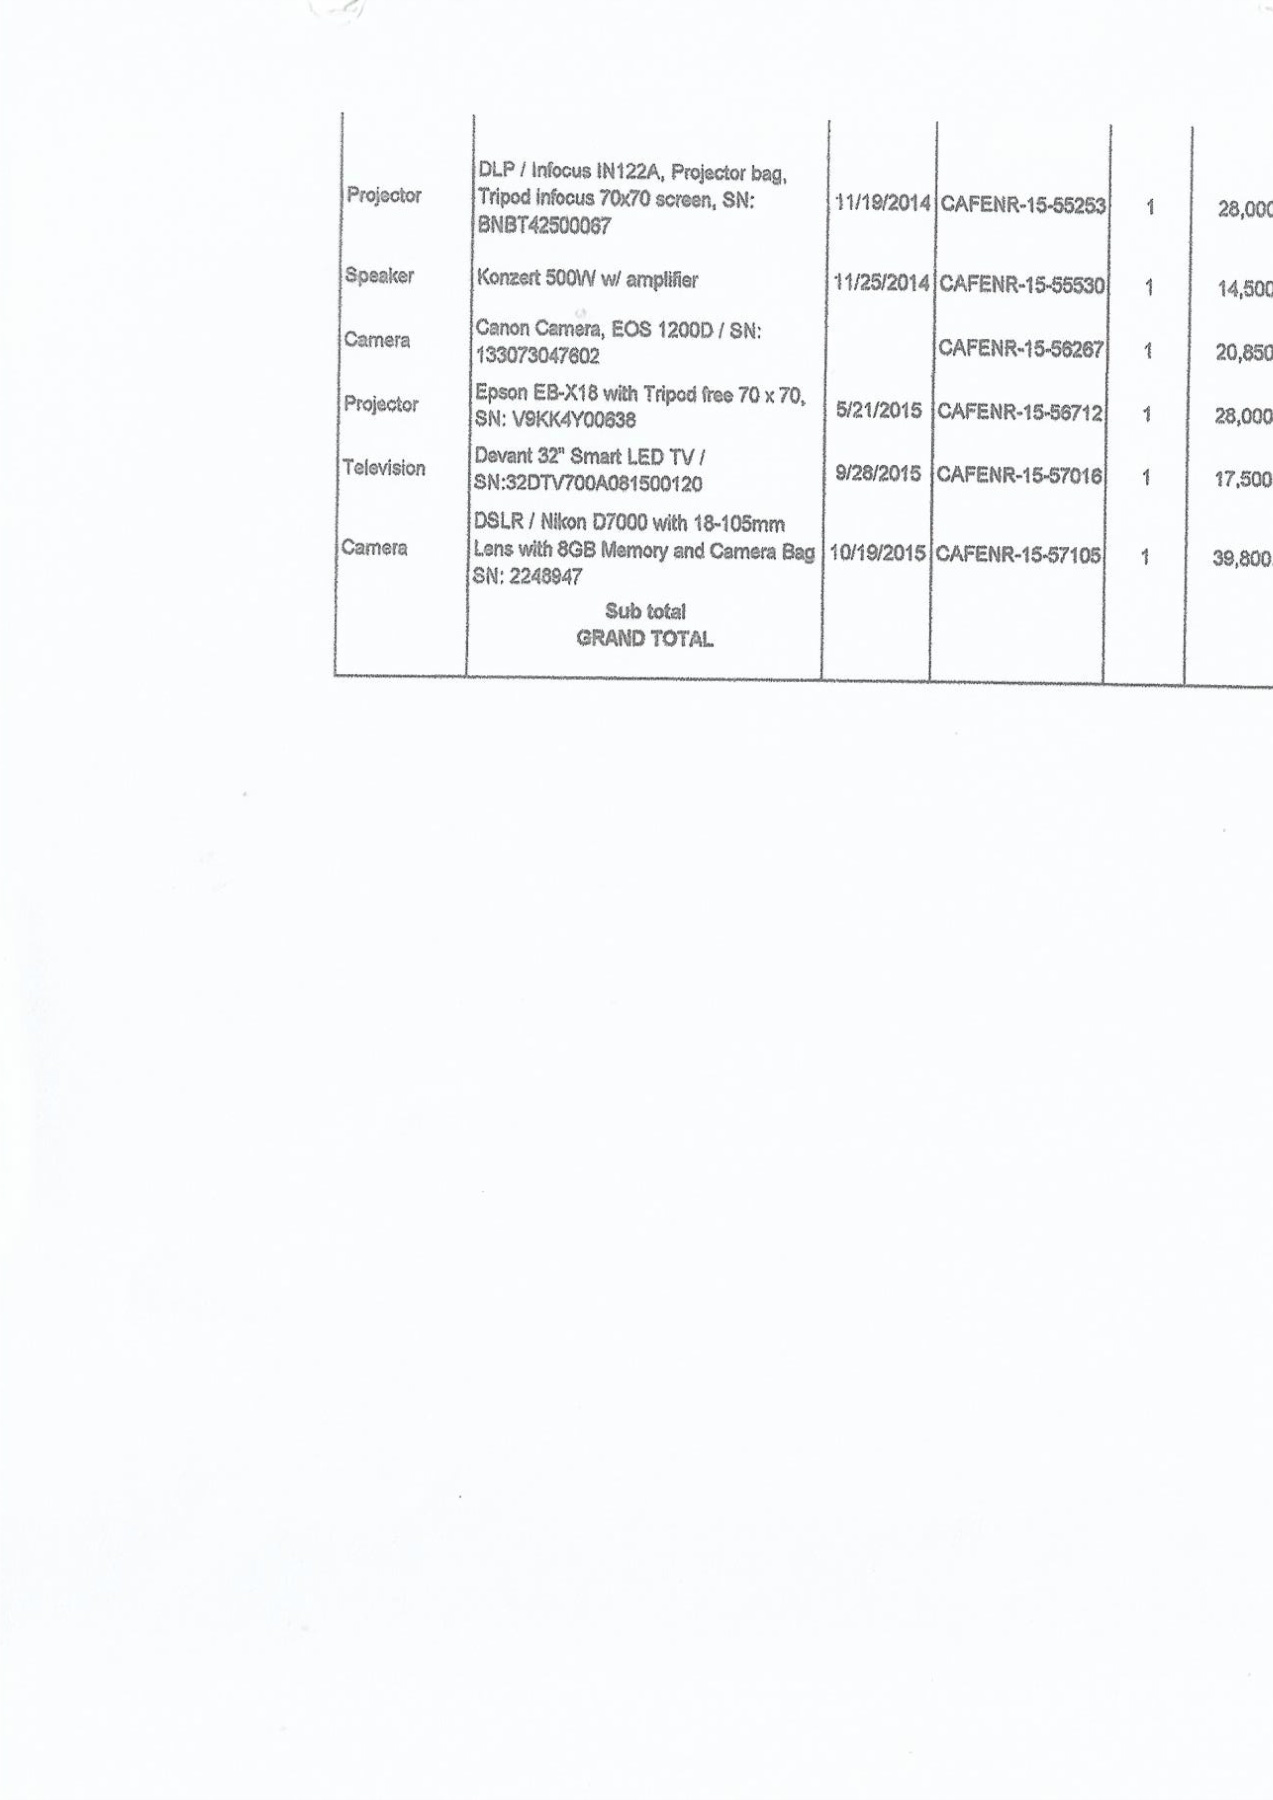 DLP / Infocus IN122A, Projector bag,
Projector Tripod infocus 70x70 screen, SN: 11/19/2014 CAFENR-15-55253 1 28,000
BNBT42500067
Speaker Konzert 500W w/ amplifier 11/25/2014 CAFENR-15-55530 1 14,500
Canon Camera, EOS 1200D / SN:
Camera 133073047602 CAFENR-15-56267 1 20,850
Epson EB-X18 with Tripod free 70 x 70,
Projector SN: V9KK4Y00638 5/21/2015 CAFENR-15-56712 1 28,000
Devant 32" Smart LED TV /
Television SN:32DTV700A081500120 9/28/2015 CAFENR-15-57016 1 17,500
DSLR / Nikon D7000 with 18-105mm
Camera Lens with 8GB Memory and Camera Bag 10/19/2015 CAFENR-15-57105 1 39,800
SN: 2248947
Sub total
GRAND TOTAL